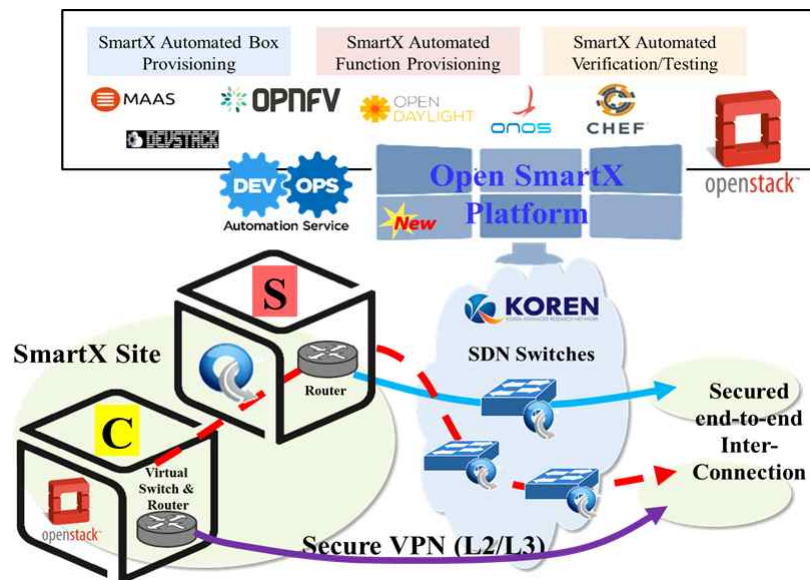 SmartX Automated Box
Provisioning
SmartX Automated
Function Provisioning
SmartX Automated
Verification/Testing
MAAS
OPNFV
OPEN
DAYLIGHT
onos
CHEF
DEVSTACK
openstack™
DEV OPS
Automation Service
Open SmartX
Platform
New
S
KOREN
SmartX Site
Router
SDN Switches
C
Virtual
Switch &
Router
openstack™
Secured
end-to-end
Inter-
Connection
Secure VPN (L2/L3)